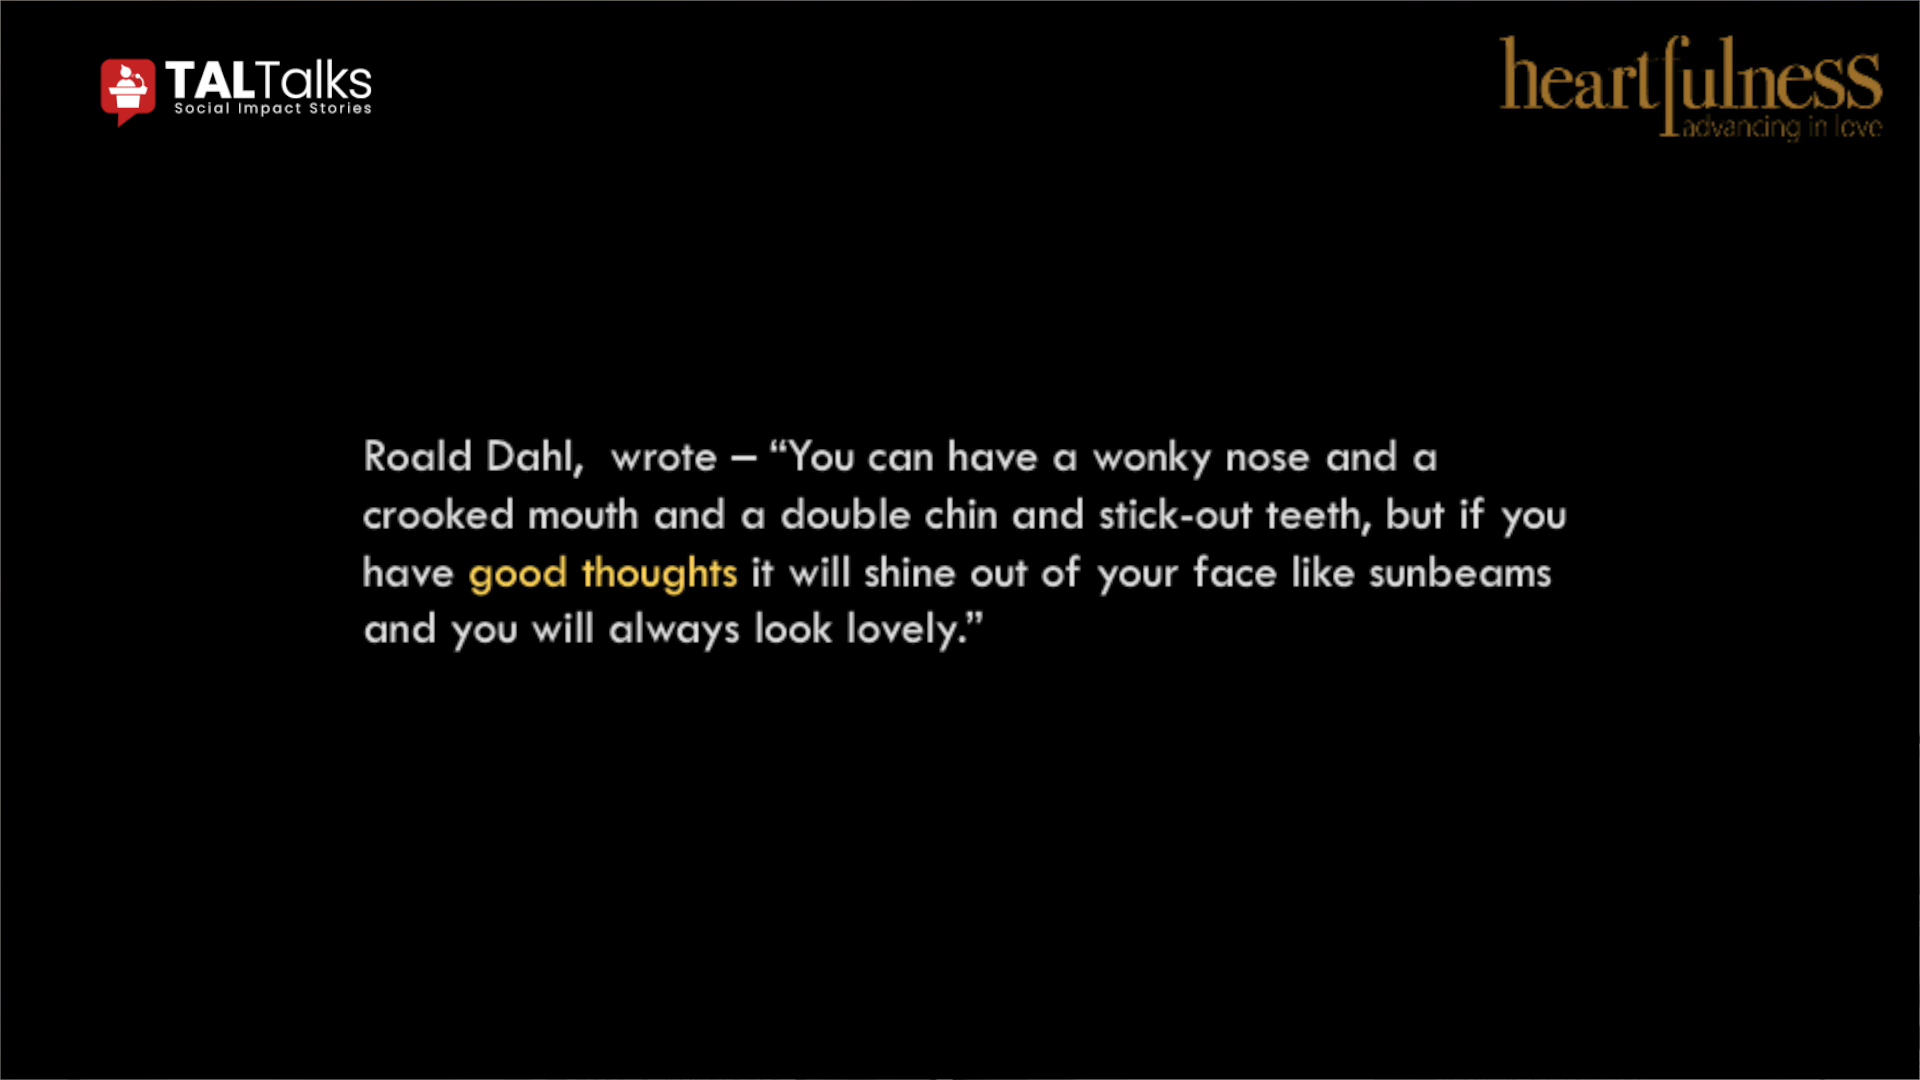 TALTalks
Social Impact Stories
heartfulness
advancing in love
Roald Dahl,  wrote – “You can have a wonky nose and a
crooked mouth and a double chin and stick-out teeth, but if you
have good thoughts it will shine out of your face like sunbeams
and you will always look lovely.”